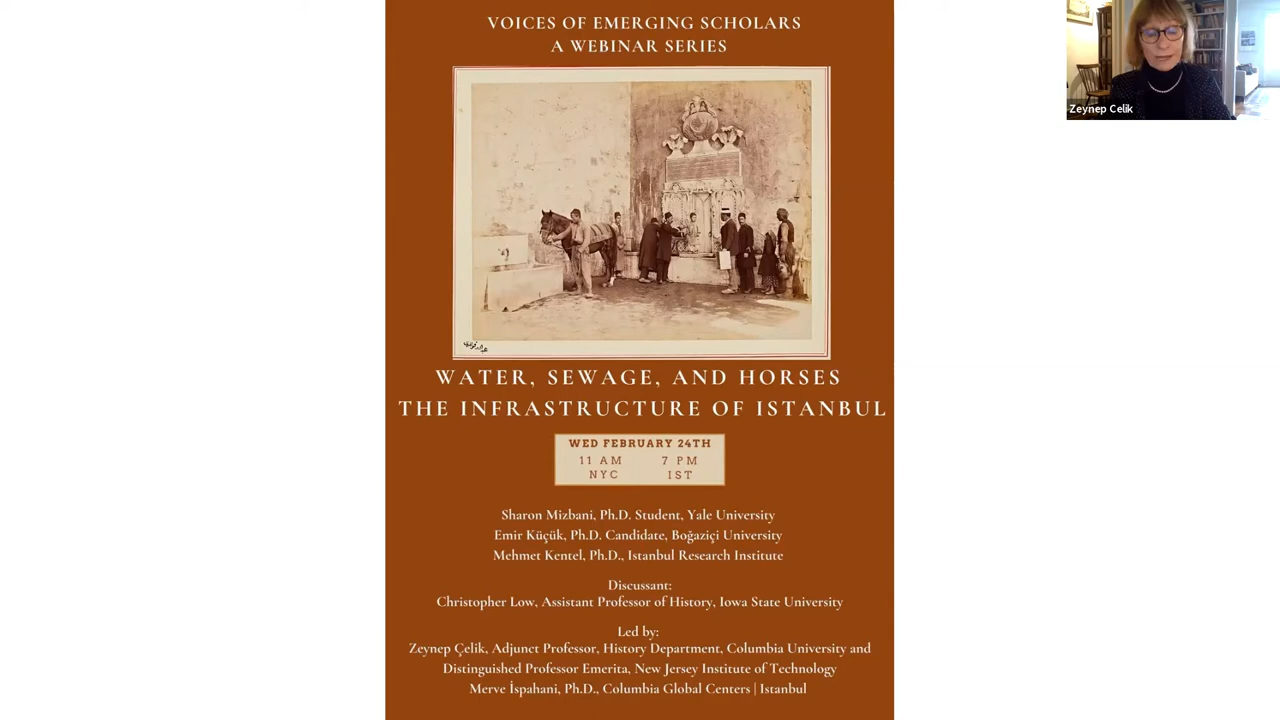 VOICES OF EMERGING SCHOLARS
A WEBINAR SERIES
WATER, SEWAGE, AND HORSES
THE INFRASTRUCTURE OF ISTANBUL
WED FEBRUARY 24TH
11 AM 7 PM
NYC IST
Sharon Mizbani, Ph.D. Student, Yale University
Emir Küçük, Ph.D. Candidate, Boğaziçi University
Mehmet Kentel, Ph.D., Istanbul Research Institute
Discussant:
Christopher Low, Assistant Professor of History, Iowa State University
Led by:
Zeynep Çelik, Adjunct Professor, History Department, Columbia University and
Distinguished Professor Emerita, New Jersey Institute of Technology
Merve İspahani, Ph.D., Columbia Global Centers | Istanbul
Zeynep Celik